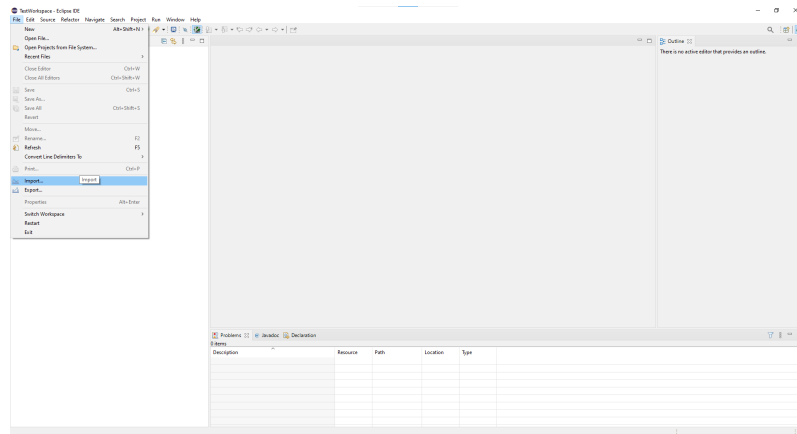 TestWorkspace - Eclipse IDE
File Edit Source Refactor Navigate Search Project Run Window Help
New Alt+Shift+N
Open File...
Open Projects from File System...
Recent Files
Close Editor Ctrl+W
Close All Editors Ctrl+Shift+W
Save Ctrl+S
Save As...
Save All Ctrl+Shift+S
Revert
Move...
Rename... F2
Refresh F5
Convert Line Delimiters To
Print... Ctrl+P
Import... Import
Export...
Properties Alt+Enter
Switch Workspace
Restart
Exit
Outline
There is no active editor that provides an outline.
Problems Javadoc Declaration
0 items
Description Resource Path Location Type